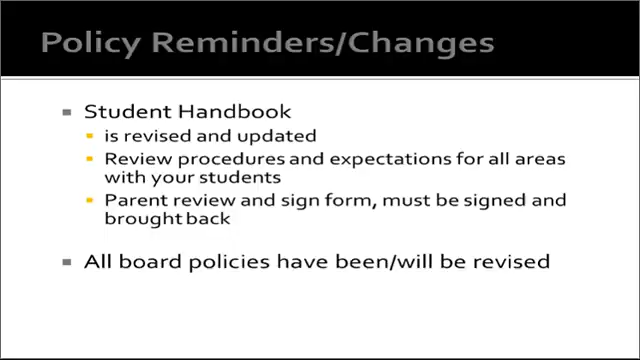 Policy Reminders/Changes
Student Handbook
is revised and updated
Review procedures and expectations for all areas
with your students
Parent review and sign form, must be signed and
brought back
All board policies have been/will be revised